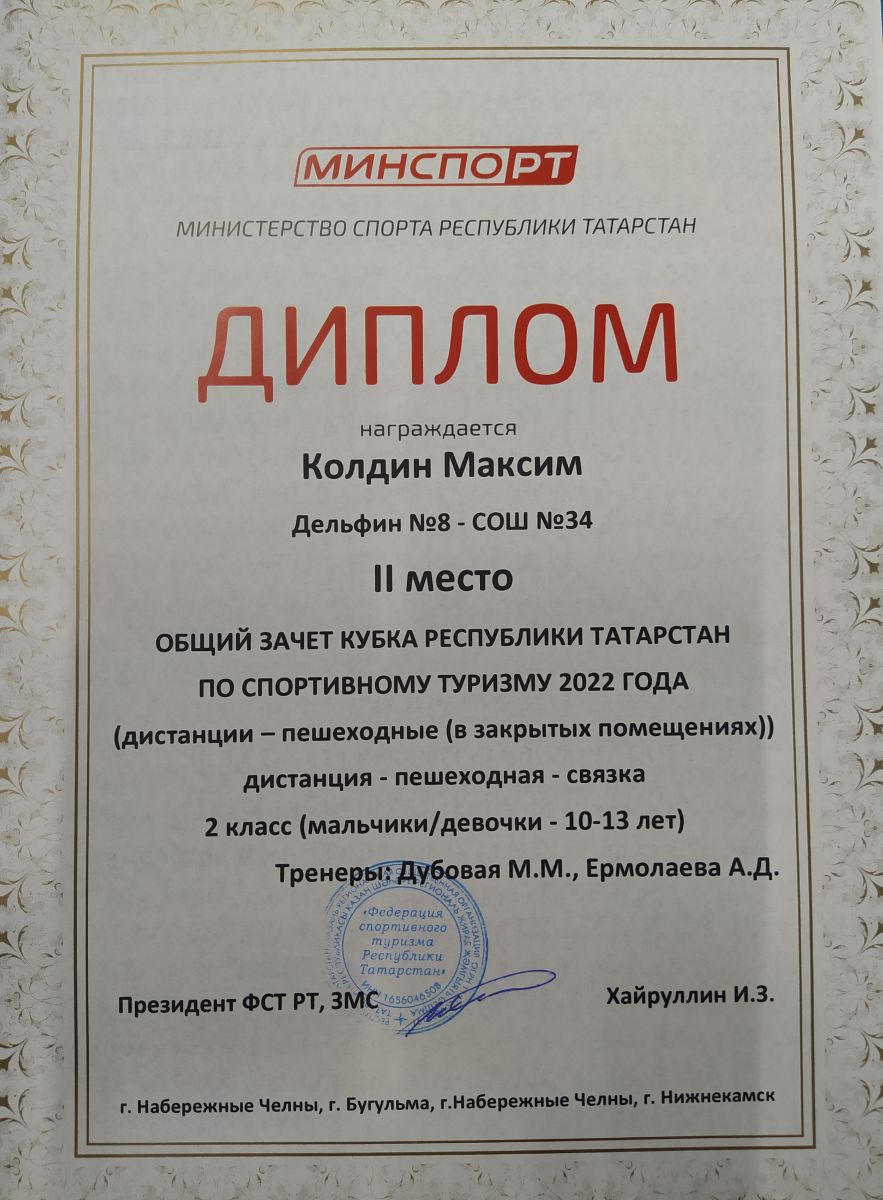 МИНСПОРТ
МИНИСТЕРСТВО СПОРТА РЕСПУБЛИКИ ТАТАРСТАН
ДИПЛОМ
награждается
Колдин Максим
Дельфин №8 - СОШ №34
II место
ОБЩИЙ ЗАЧЕТ КУБКА РЕСПУБЛИКИ ТАТАРСТАН
ПО СПОРТИВНОМУ ТУРИЗМУ 2022 ГОДА
(дистанции – пешеходные (в закрытых помещениях))
дистанция - пешеходная - связка
2 класс (мальчики/девочки - 10-13 лет)
Тренеры: Дубовая М.М., Ермолаева А.Д.
«Федерация
спортивного
туризма
Республики
Татарстан»
ИНН 1656046508
Президент ФСТ РТ, ЗМС
Хайруллин И.З.
г. Набережные Челны, г. Бугульма, г.Набережные Челны, г. Нижнекамск